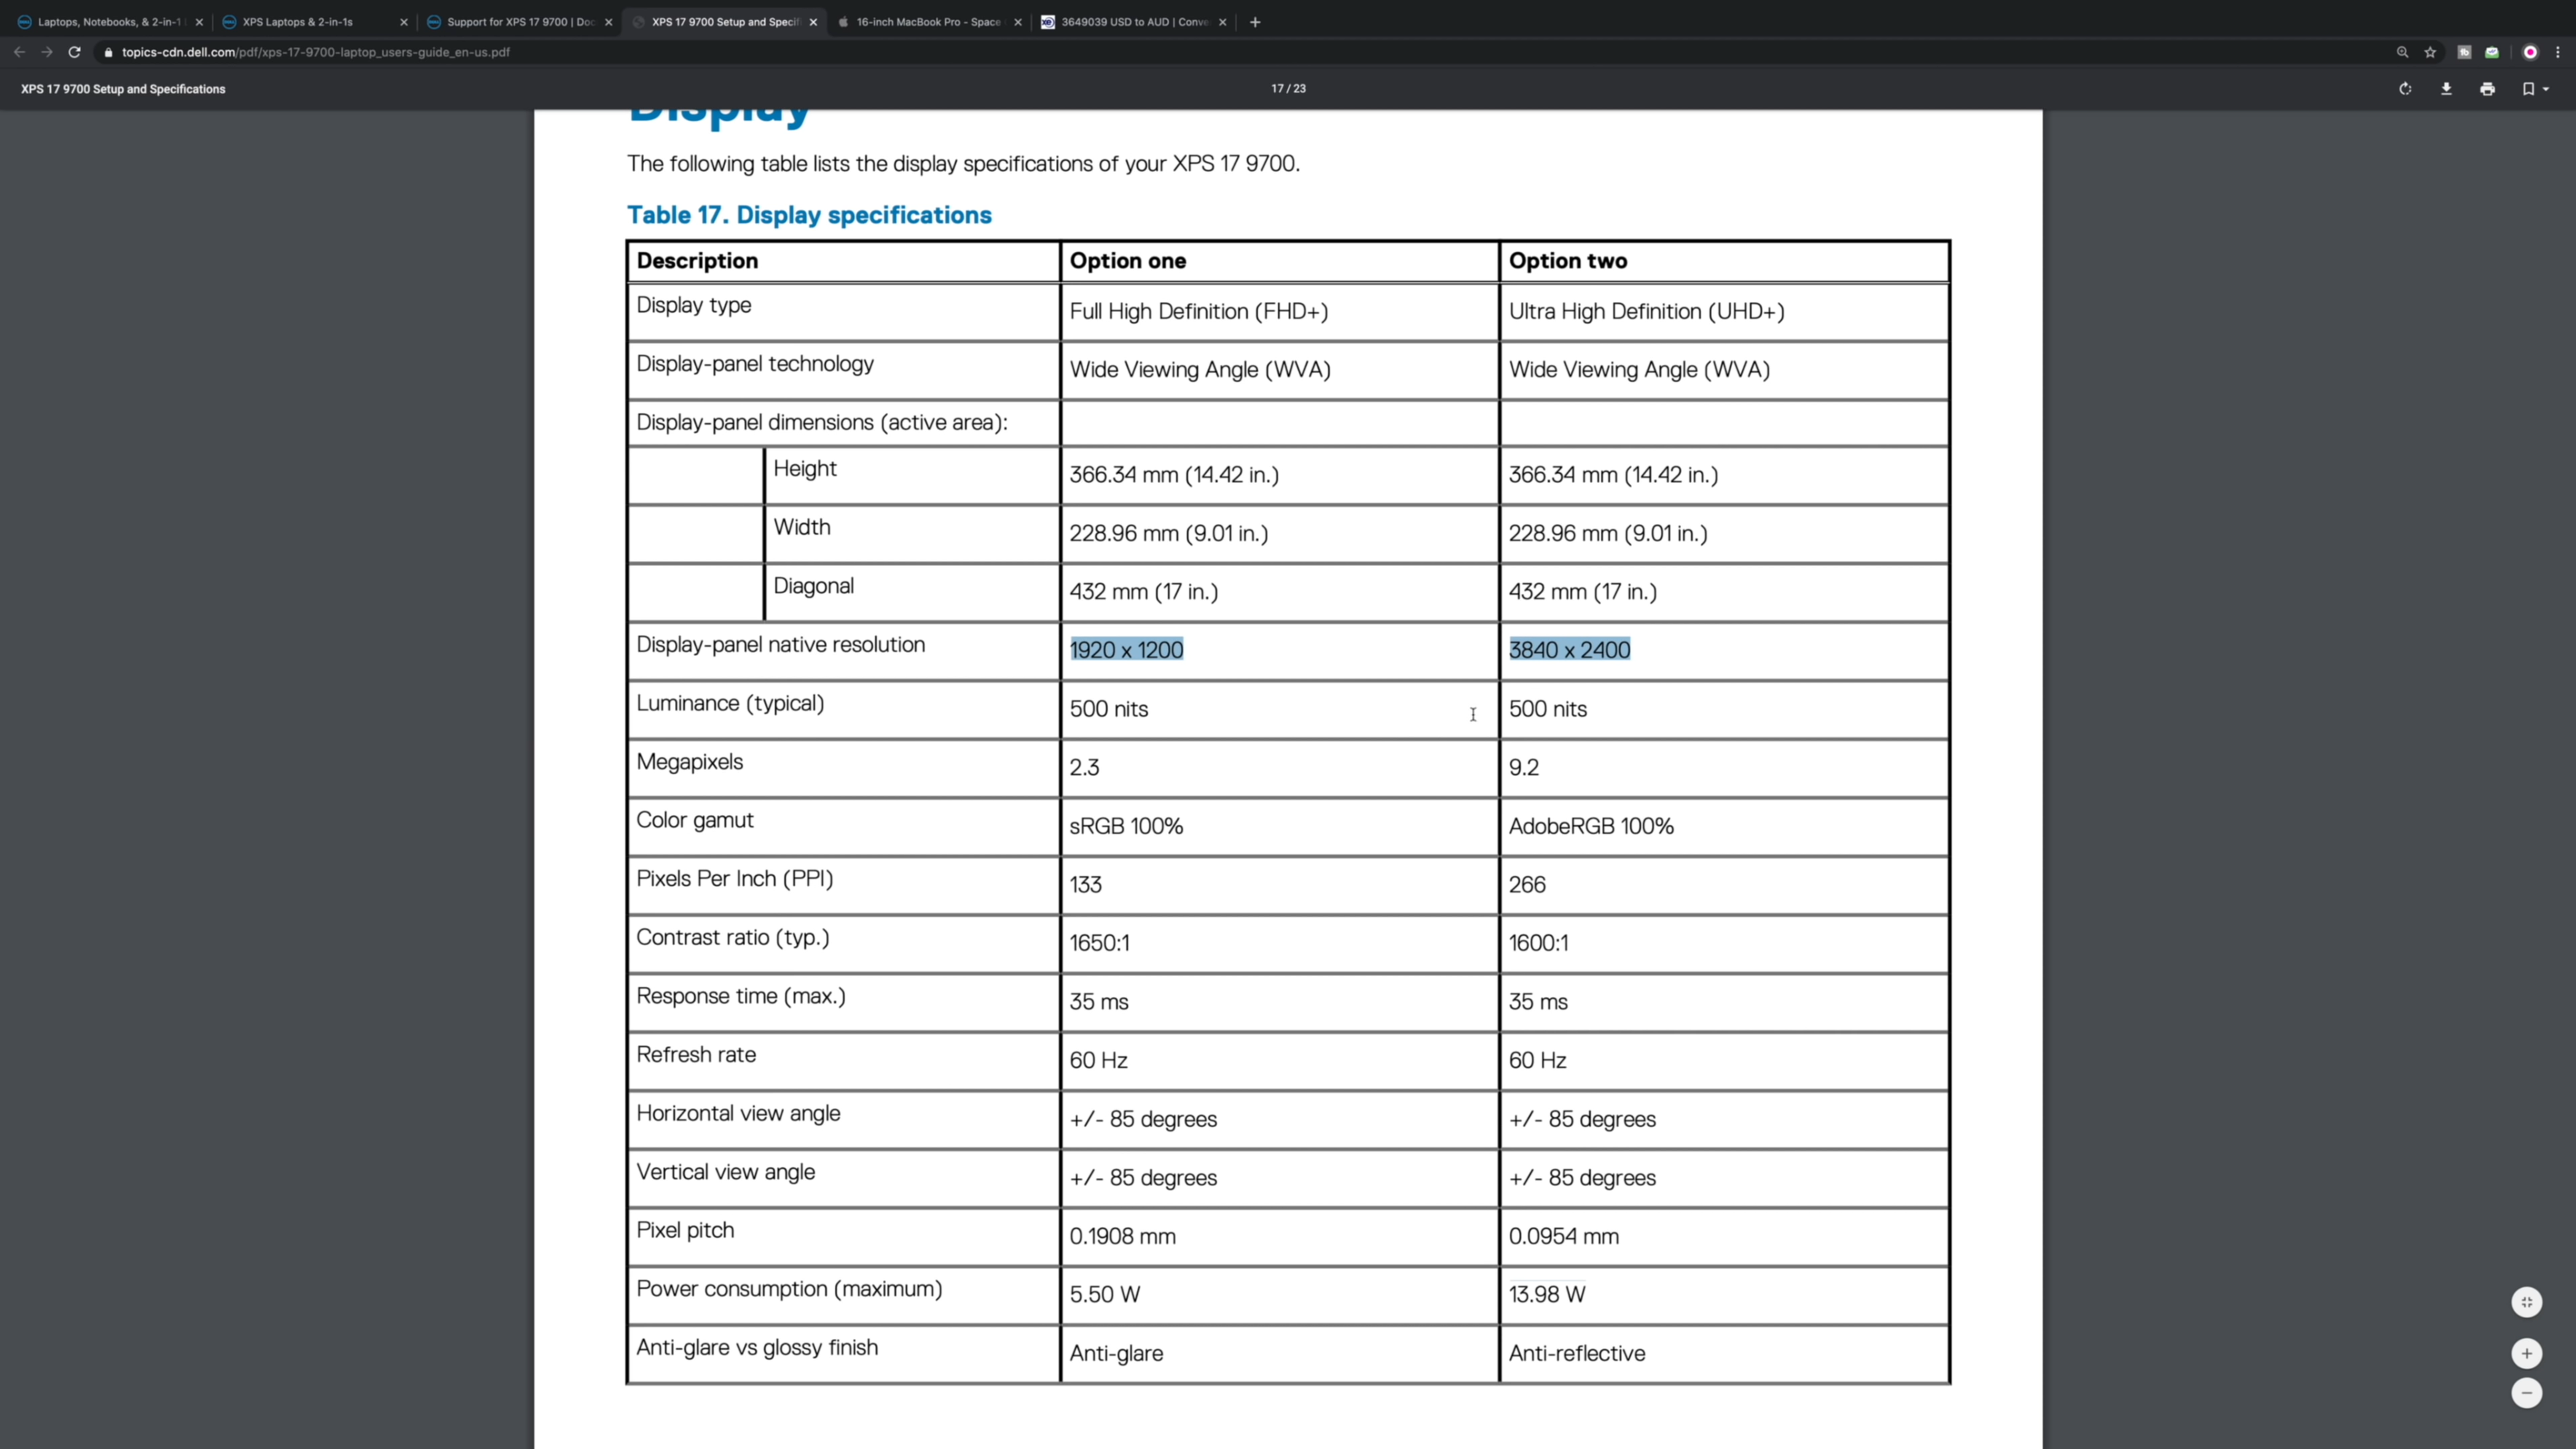 Laptops, Notebooks, & 2-in-1
XPS Laptops & 2-in-1s
Support for XPS 17 9700 | Doc
XPS 17 9700 Setup and Specifi
16-inch MacBook Pro - Space
3649039 USD to AUD | Conve
topics-cdn.dell.com/pdf/xps-17-9700-laptop_users-guide_en-us.pdf
XPS 17 9700 Setup and Specifications
17 / 23
Display
The following table lists the display specifications of your XPS 17 9700.
Table 17. Display specifications
Description Option one Option two
Display type Full High Definition (FHD+) Ultra High Definition (UHD+)
Display-panel technology Wide Viewing Angle (WVA) Wide Viewing Angle (WVA)
Display-panel dimensions (active area):
Height 366.34 mm (14.42 in.) 366.34 mm (14.42 in.)
Width 228.96 mm (9.01 in.) 228.96 mm (9.01 in.)
Diagonal 432 mm (17 in.) 432 mm (17 in.)
Display-panel native resolution 1920 x 1200 3840 x 2400
Luminance (typical) 500 nits 500 nits
Megapixels 2.3 9.2
Color gamut sRGB 100% AdobeRGB 100%
Pixels Per Inch (PPI) 133 266
Contrast ratio (typ.) 1650:1 1600:1
Response time (max.) 35 ms 35 ms
Refresh rate 60 Hz 60 Hz
Horizontal view angle +/- 85 degrees +/- 85 degrees
Vertical view angle +/- 85 degrees +/- 85 degrees
Pixel pitch 0.1908 mm 0.0954 mm
Power consumption (maximum) 5.50 W 13.98 W
Anti-glare vs glossy finish Anti-glare Anti-reflective